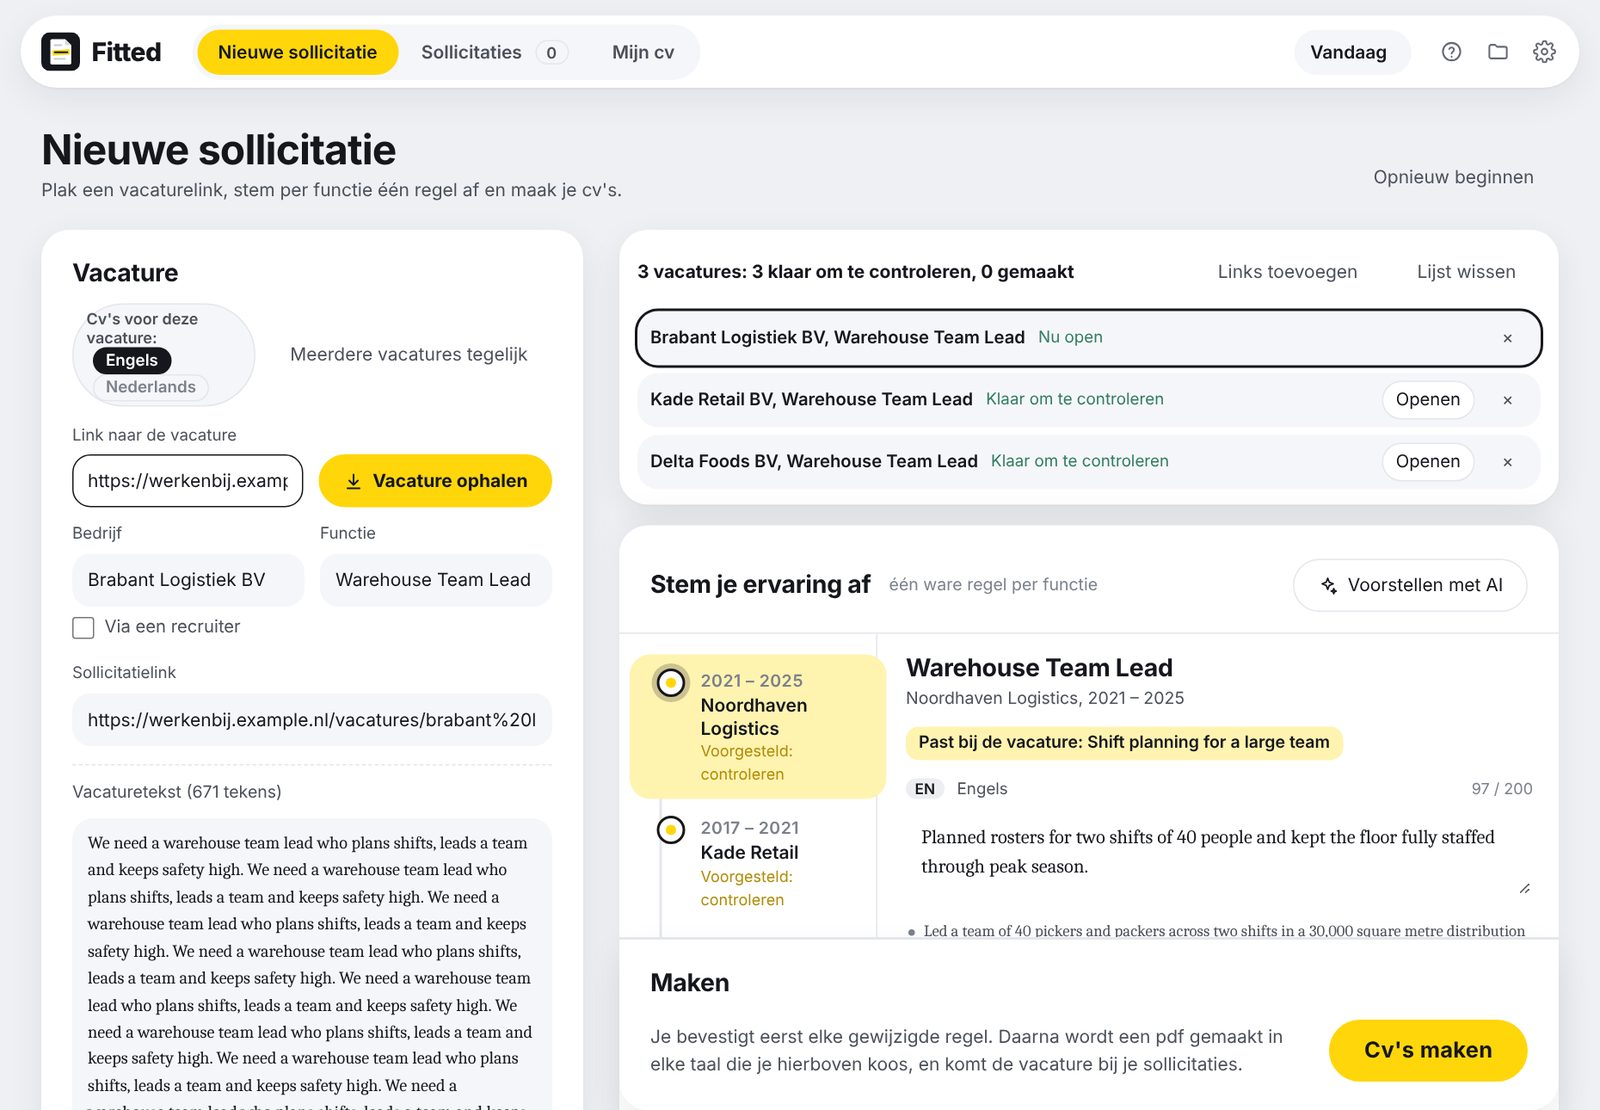 Fitted
Nieuwe sollicitatie
Sollicitaties 0
Mijn cv
Vandaag
Nieuwe sollicitatie
Plak een vacaturelink, stem per functie één regel af en maak je cv's.
Opnieuw beginnen
Vacature
Cv's voor deze
vacature:
Engels
Nederlands
Meerdere vacatures tegelijk
Link naar de vacature
https://werkenbij.examp
Vacature ophalen
Bedrijf
Functie
Brabant Logistiek BV
Warehouse Team Lead
Via een recruiter
Sollicitatielink
https://werkenbij.example.nl/vacatures/brabant%20l
Vacaturetekst (671 tekens)
We need a warehouse team lead who plans shifts, leads a team
and keeps safety high. We need a warehouse team lead who
plans shifts, leads a team and keeps safety high. We need a
warehouse team lead who plans shifts, leads a team and keeps
safety high. We need a warehouse team lead who plans shifts,
leads a team and keeps safety high. We need a warehouse team
lead who plans shifts, leads a team and keeps safety high. We
need a warehouse team lead who plans shifts, leads a team and
keeps safety high. We need a warehouse team lead who plans
shifts, leads a team and keeps safety high. We need a
3 vacatures: 3 klaar om te controleren, 0 gemaakt
Links toevoegen
Lijst wissen
Brabant Logistiek BV, Warehouse Team Lead Nu open ×
Kade Retail BV, Warehouse Team Lead Klaar om te controleren Openen ×
Delta Foods BV, Warehouse Team Lead Klaar om te controleren Openen ×
Stem je ervaring af één ware regel per functie
Voorstellen met AI
2021 – 2025
Noordhaven
Logistics
Voorgesteld:
controleren
2017 – 2021
Kade Retail
Voorgesteld:
controleren
Warehouse Team Lead
Noordhaven Logistics, 2021 – 2025
Past bij de vacature: Shift planning for a large team
EN Engels
97 / 200
Planned rosters for two shifts of 40 people and kept the floor fully staffed
through peak season.
Led a team of 40 pickers and packers across two shifts in a 30,000 square metre distribution
Maken
Je bevestigt eerst elke gewijzigde regel. Daarna wordt een pdf gemaakt in
elke taal die je hierboven koos, en komt de vacature bij je sollicitaties.
Cv's maken